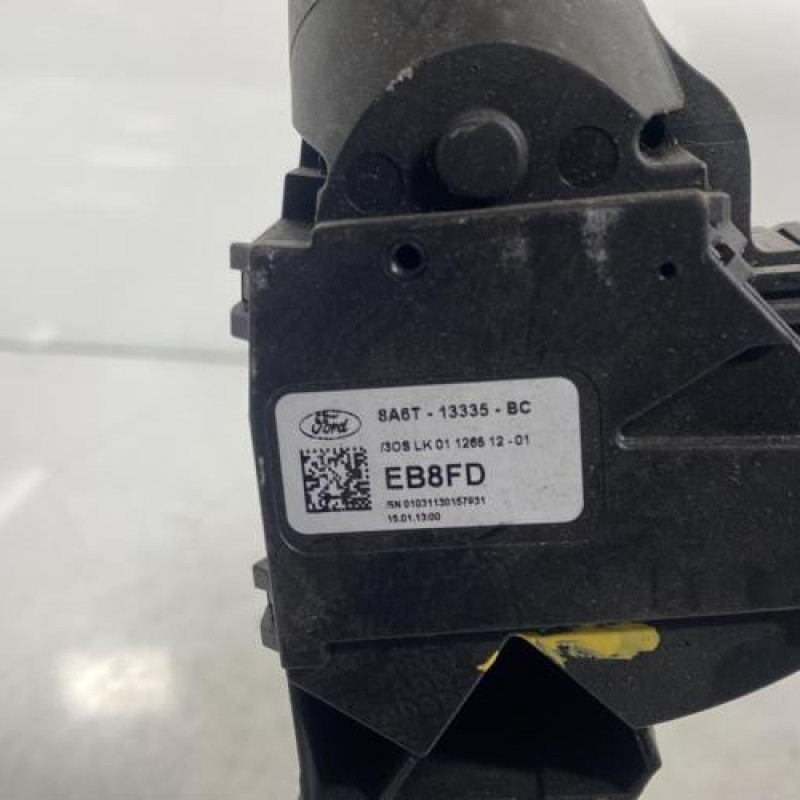 Ford
8A6T - 13335 - BC
/3OS LK 01 1266 12 - 01
EB8FD
/SN 01031130157931
15.01.13:00